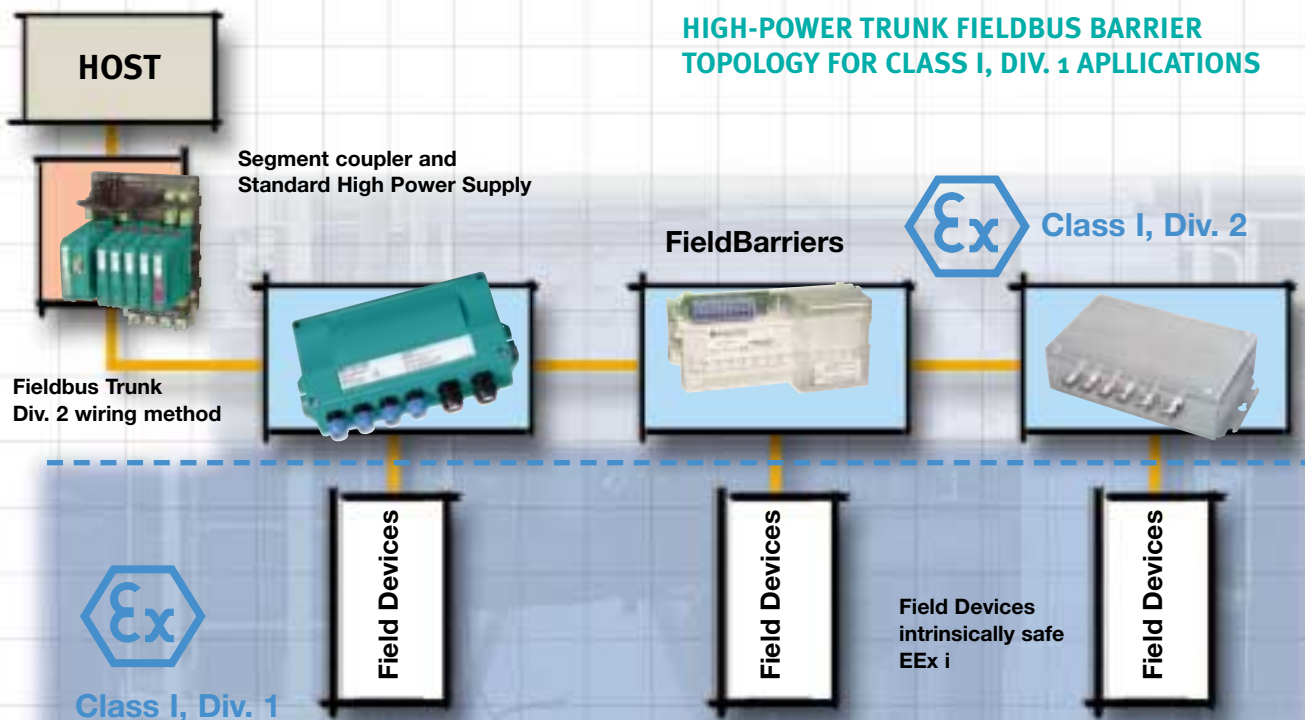 HIGH-POWER TRUNK FIELDBUS BARRIER
TOPOLOGY FOR CLASS I, DIV. 1 APLLICATIONS
HOST
Segment coupler and
Standard High Power Supply
FieldBarriers
Ex
Class I, Div. 2
Fieldbus Trunk
Div. 2 wiring method
Field Devices
Field Devices
Field Devices
Field Devices
intrinsically safe
EEx i
Ex
Class I, Div. 1